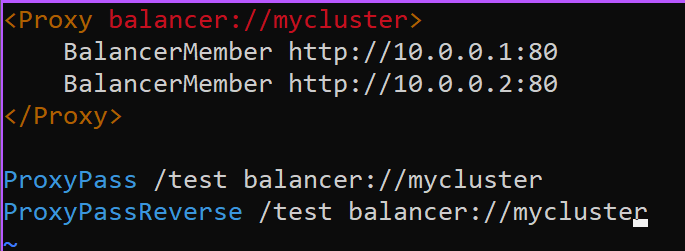 <Proxy balancer://mycluster>
    BalancerMember http://10.0.0.1:80
    BalancerMember http://10.0.0.2:80
</Proxy>

ProxyPass /test balancer://mycluster
ProxyPassReverse /test balancer://mycluster
~